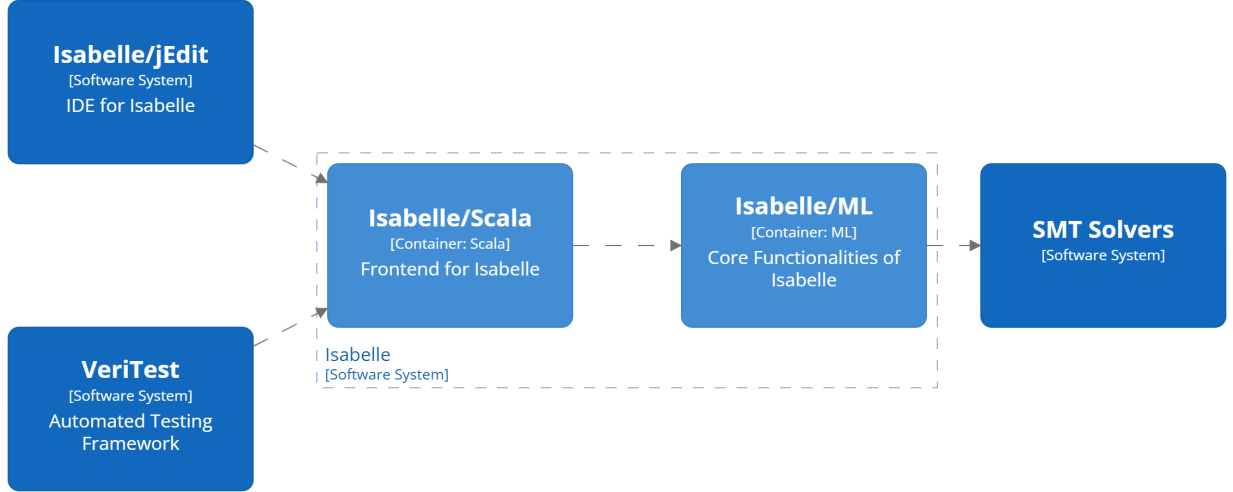 Isabelle/jEdit
[Software System]
IDE for Isabelle
Isabelle/Scala
[Container: Scala]
Frontend for Isabelle
Isabelle/ML
[Container: ML]
Core Functionalities of
Isabelle
SMT Solvers
[Software System]
Isabelle
[Software System]
VeriTest
[Software System]
Automated Testing
Framework